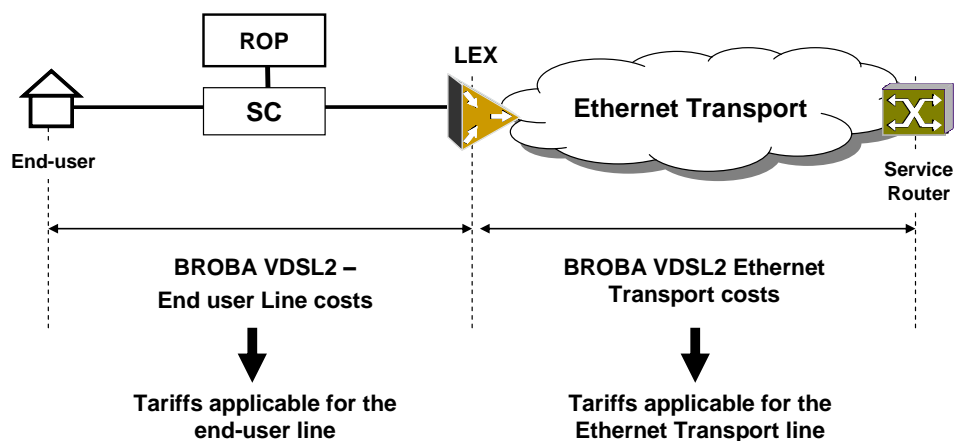 ROP
LEX
SC
Ethernet Transport
End-user
Service
Router
BROBA VDSL2 –
End user Line costs
BROBA VDSL2 Ethernet
Transport costs
Tariffs applicable for the
end-user line
Tariffs applicable for the
Ethernet Transport line